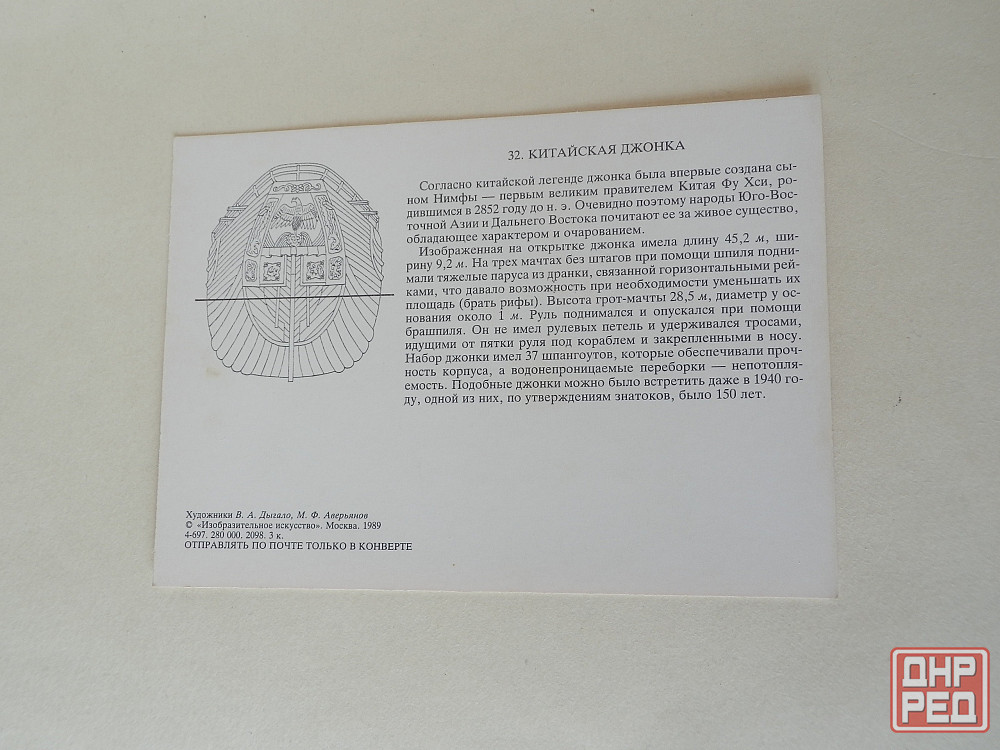 32. КИТАЙСКАЯ ДЖОНКА
Согласно китайской легенде джонка была впервые создана сы-
ном Нимфы — первым великим правителем Китая Фу Хси, ро-
дившимся в 2852 году до н. э. Очевидно поэтому народы Юго-Вос-
точной Азии и Дальнего Востока почитают ее за живое существо,
обладающее характером и очарованием.
Изображенная на открытке джонка имела длину 45,2 м, ши-
рину 9,2 м. На трех мачтах без штагов при помощи шпиля подни-
мали тяжелые паруса из дранки, связанной горизонтальными рей-
ками, что давало возможность при необходимости уменьшать их
площадь (брать рифы). Высота грот-мачты 28,5 м, диаметр у ос-
нования около 1 м. Руль поднимался и опускался при помощи
брашпиля. Он не имел рулевых петель и удерживался тросами,
идущими от пятки руля под кораблем и закрепленными в носу.
Набор джонки имел 37 шпангоутов, которые обеспечивали проч-
ность корпуса, а водонепроницаемые переборки — непотопля-
емость. Подобные джонки можно было встретить даже в 1940 го-
ду, одной из них, по утверждениям знатоков, было 150 лет.
Художники В. А. Дыгало, М. Ф. Аверьянов
© «Изобразительное искусство». Москва. 1989
4-697. 280 000. 2098. 3 к.
ОТПРАВЛЯТЬ ПО ПОЧТЕ ТОЛЬКО В КОНВЕРТЕ
ДНР
РЕД